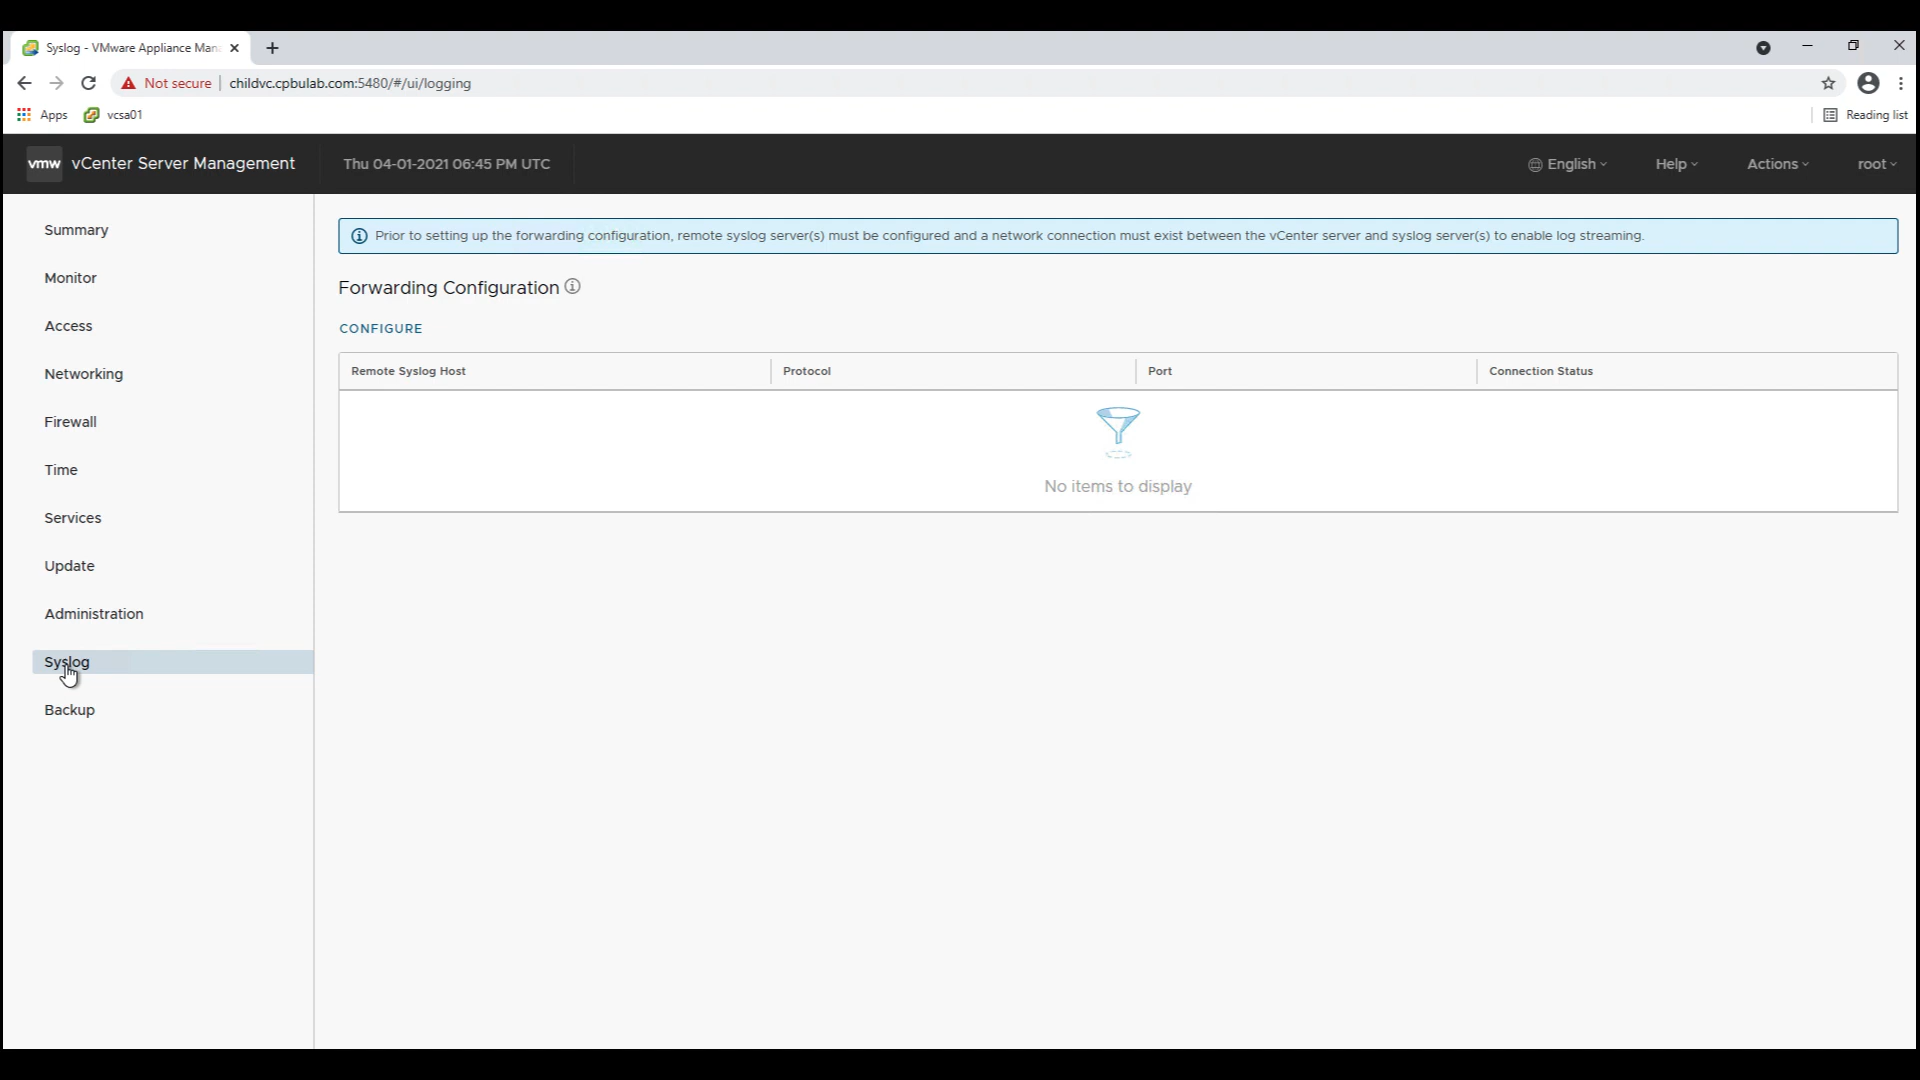 Syslog - VMware Appliance Man
Not secure
childvc.cpbulab.com:5480/#/ui/logging
Apps
vcsa01
Reading list
vmw
vCenter Server Management
Thu 04-01-2021 06:45 PM UTC
English
Help
Actions
root
Summary
Monitor
Access
Networking
Firewall
Time
Services
Update
Administration
Syslog
Backup
Prior to setting up the forwarding configuration, remote syslog server(s) must be configured and a network connection must exist between the vCenter server and syslog server(s) to enable log streaming.
Forwarding Configuration
CONFIGURE
Remote Syslog Host
Protocol
Port
Connection Status
No items to display